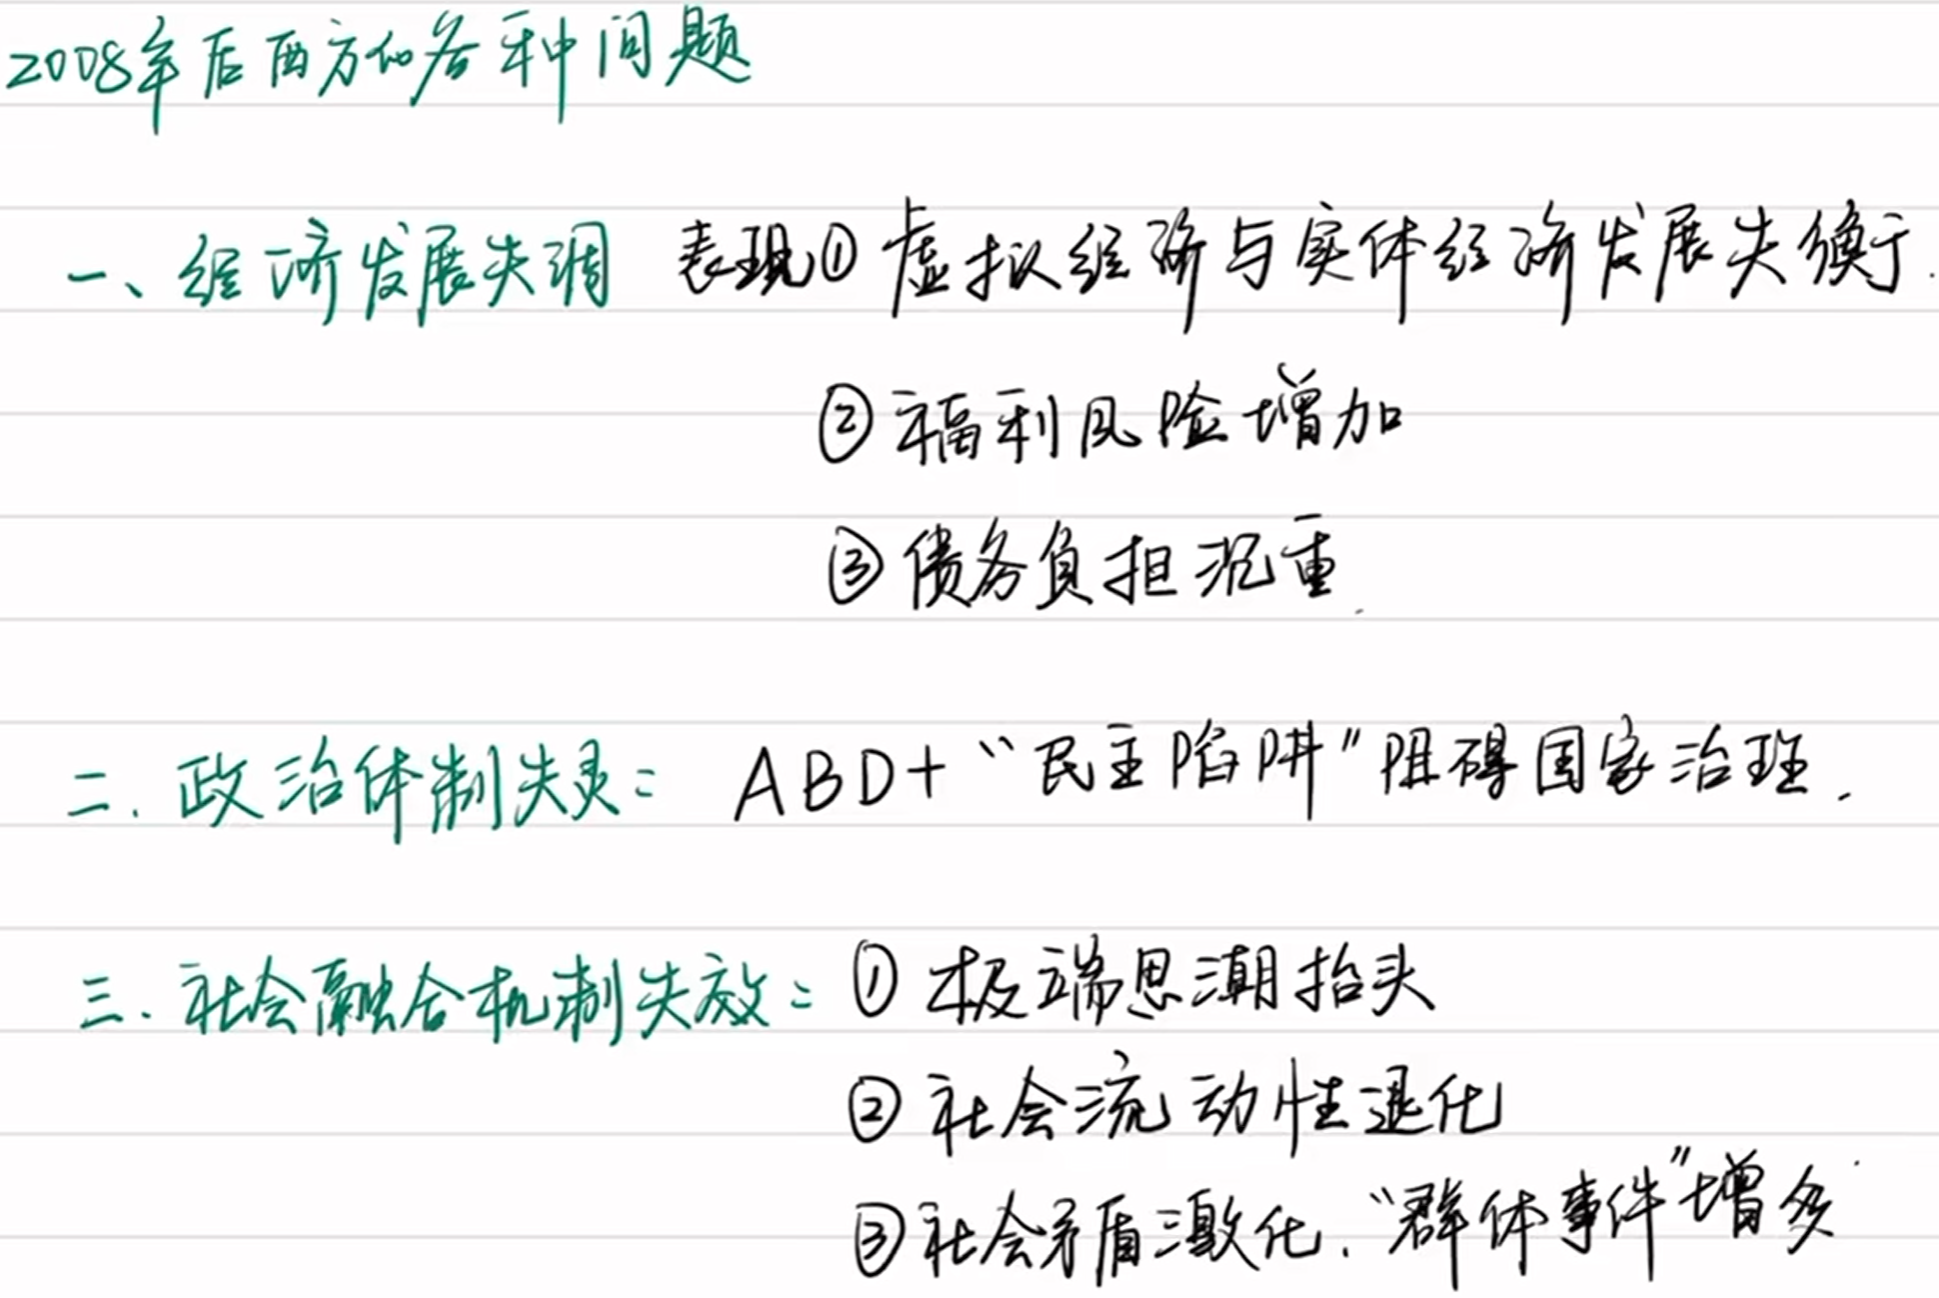 2008年后西方的各种问题
一、经济发展失调 表现① 虚拟经济与实体经济发展失衡.
② 福利风险增加
③ 债务负担沉重.
二. 政治体制失灵: ABD+“民主陷阱”阻碍国家治理.
三. 社会融合机制失效: ① 极端思潮抬头
② 社会流动性退化
③ 社会矛盾激化.“群体事件”增多